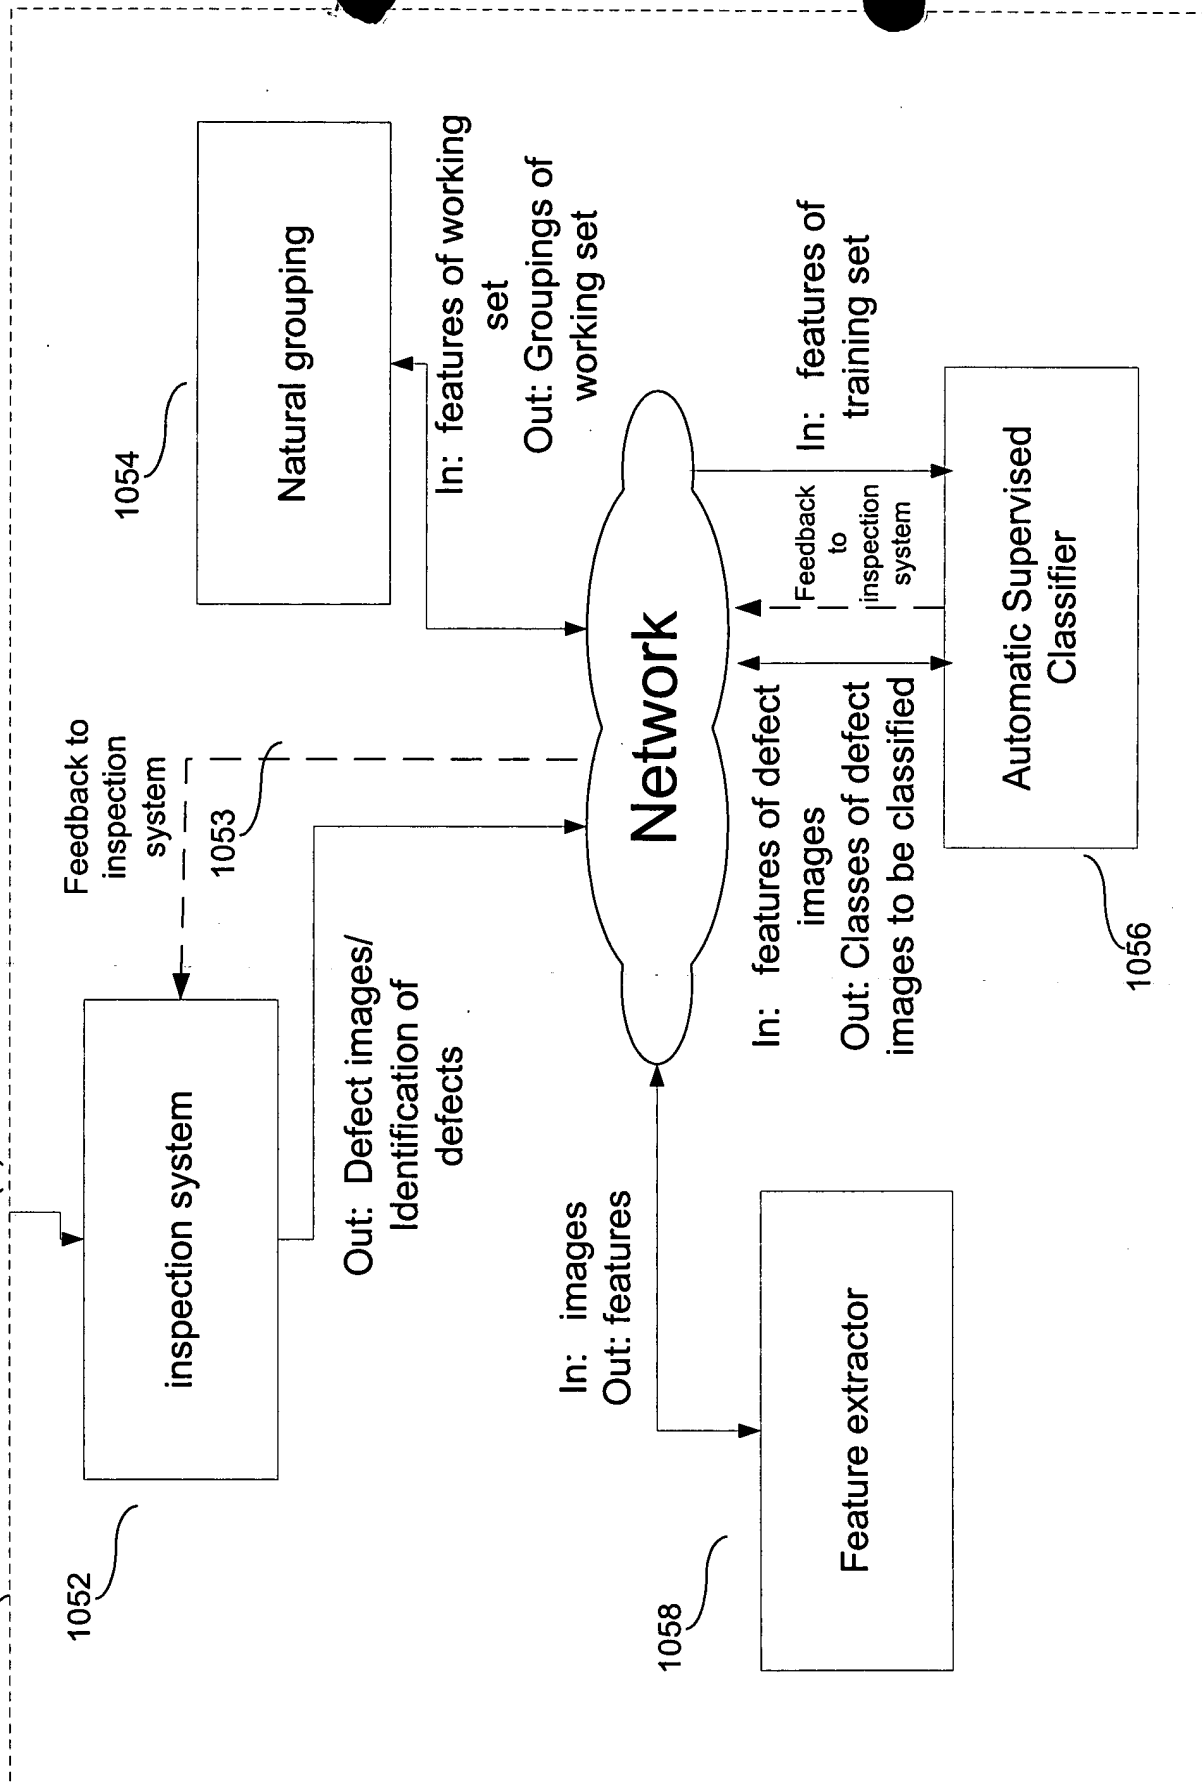 1052
inspection system
Feedback to
inspection
system
1053
Out: Defect images/
Identification of
defects
1054
Natural grouping
In: features of working
set
Out: Groupings of
working set
Network
In: images
Out: features
1058
Feature extractor
In: features of defect
images
Out: Classes of defect
images to be classified
Feedback
to
inspection
system
In: features of
training set
1056
Automatic Supervised
Classifier